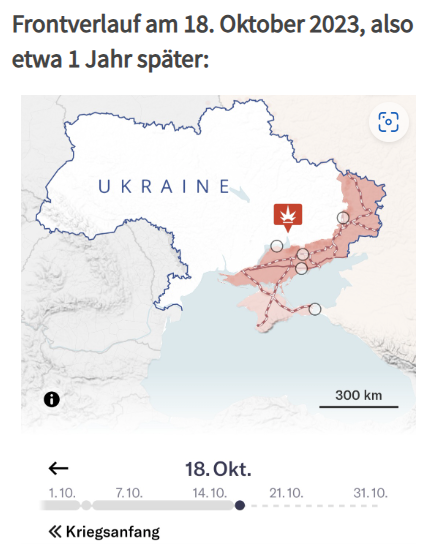 Frontverlauf am 18. Oktober 2023, also
etwa 1 Jahr später:
UKRAINE
300 km
18. Okt.
1.10. 7.10. 14.10. 21.10. 31.10.
Kriegsanfang